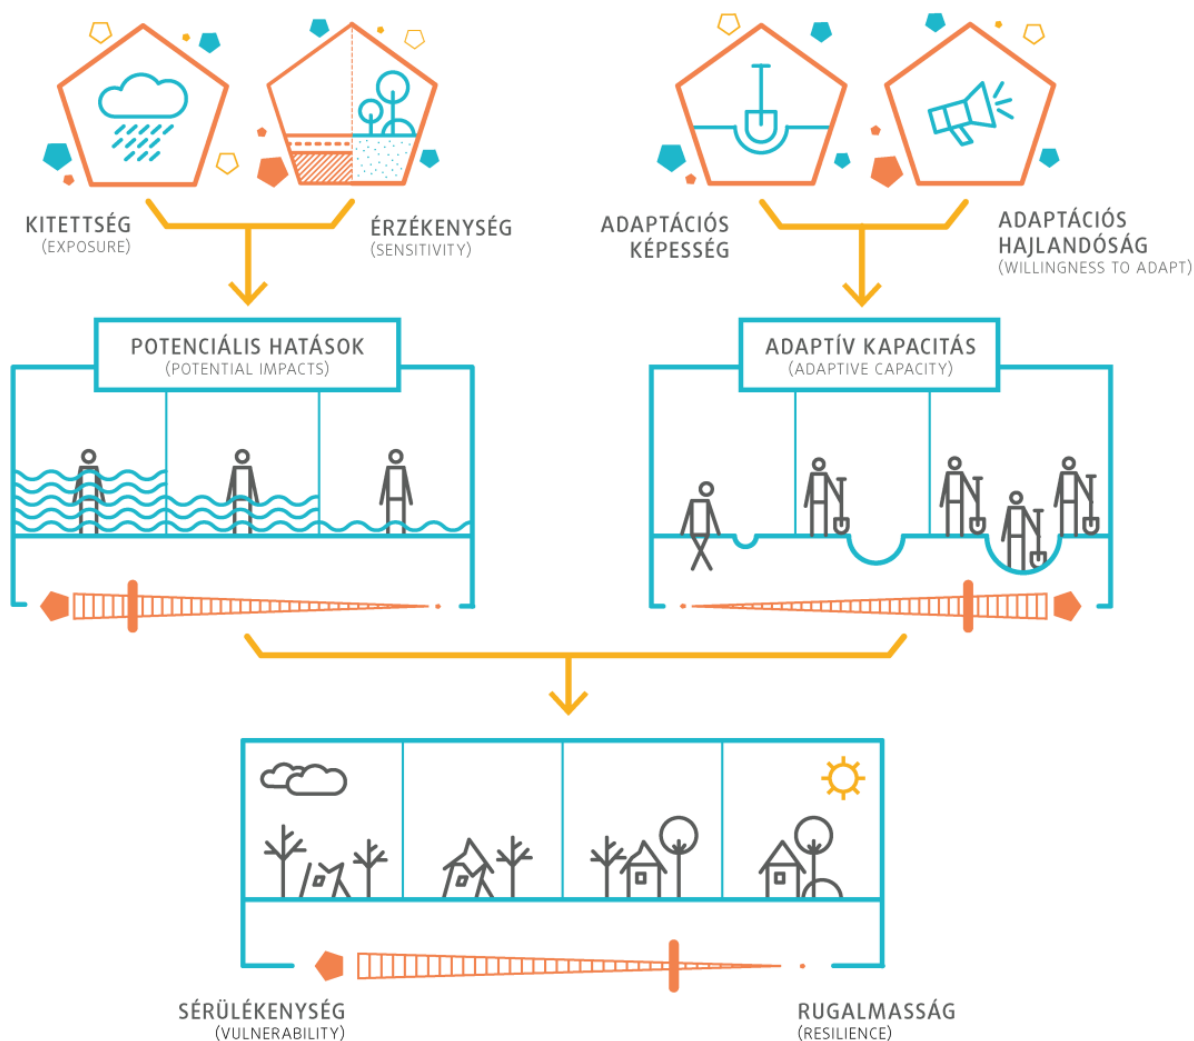 KITETTSÉG
(EXPOSURE)
ÉRZÉKENYSÉG
(SENSITIVITY)
ADAPTÁCIÓS
KÉPESSÉG
ADAPTÁCIÓS
HAJLANDÓSÁG
(WILLINGNESS TO ADAPT)
POTENCIÁLIS HATÁSOK
(POTENTIAL IMPACTS)
ADAPTÍV KAPACITÁS
(ADAPTIVE CAPACITY)
SÉRÜLÉKENYSÉG
(VULNERABILITY)
RUGALMASSÁG
(RESILIENCE)